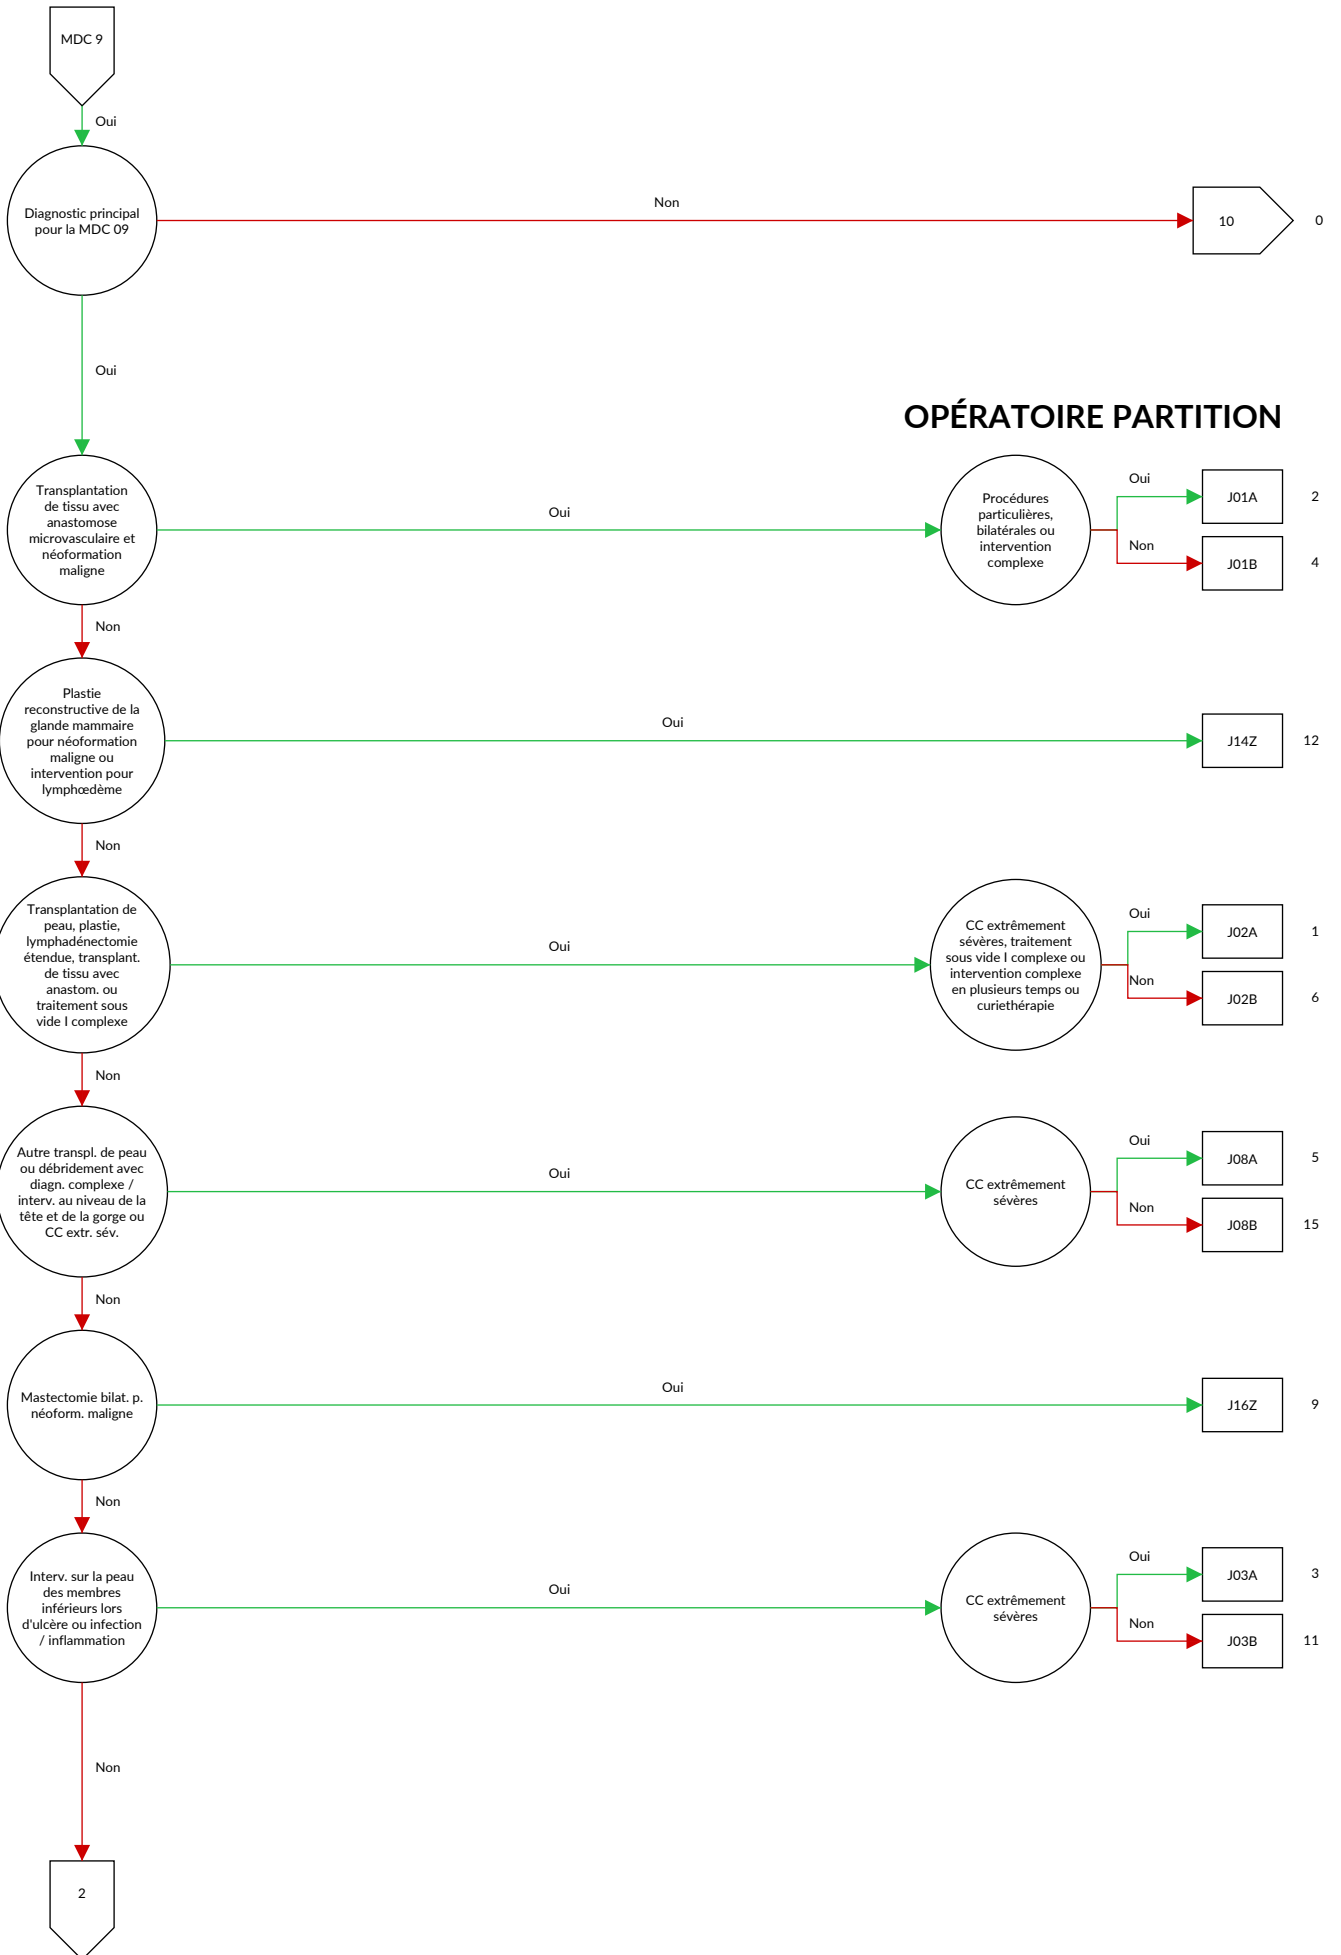 MDC 9
Oui
Diagnostic principal
pour la MDC 09
Non
10
0
Oui
OPÉRATOIRE PARTITION
Transplantation
de tissu avec
anastomose
microvasculaire et
néoformation
maligne
Oui
Procédures
particulières,
bilatérales ou
intervention
complexe
Oui
J01A
2
Non
J01B
4
Non
Plastie
reconstructive de la
glande mammaire
pour néoformation
maligne ou
intervention pour
lymphœdème
Oui
J14Z
12
Non
Transplantation de
peau, plastie,
lymphadénectomie
étendue, transplant.
de tissu avec
anastom. ou
traitement sous
vide I complexe
Oui
CC extrêmement
sévères, traitement
sous vide I complexe ou
intervention complexe
en plusieurs temps ou
curiethérapie
Oui
J02A
1
Non
J02B
6
Non
Autre transpl. de peau
ou débridement avec
diagn. complexe /
interv. au niveau de la
tête et de la gorge ou
CC extr. sév.
Oui
CC extrêmement
sévères
Oui
J08A
5
Non
J08B
15
Non
Mastectomie bilat. p.
néoform. maligne
Oui
J16Z
9
Non
Interv. sur la peau
des membres
inférieurs lors
d'ulcère ou infection
/ inflammation
Oui
CC extrêmement
sévères
Oui
J03A
3
Non
J03B
11
Non
2